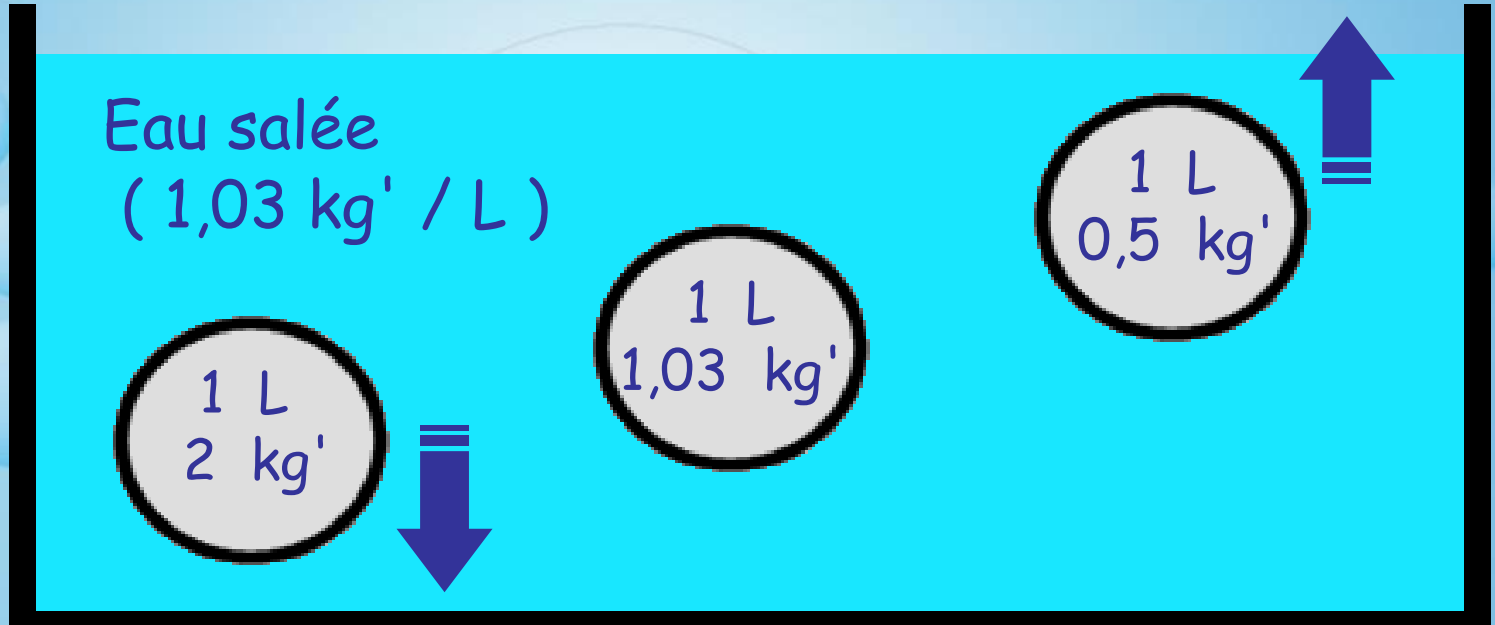 Eau salée
( 1,03 kg' / L )
1 L
2 kg'
1 L
1,03 kg'
1 L
0,5 kg'